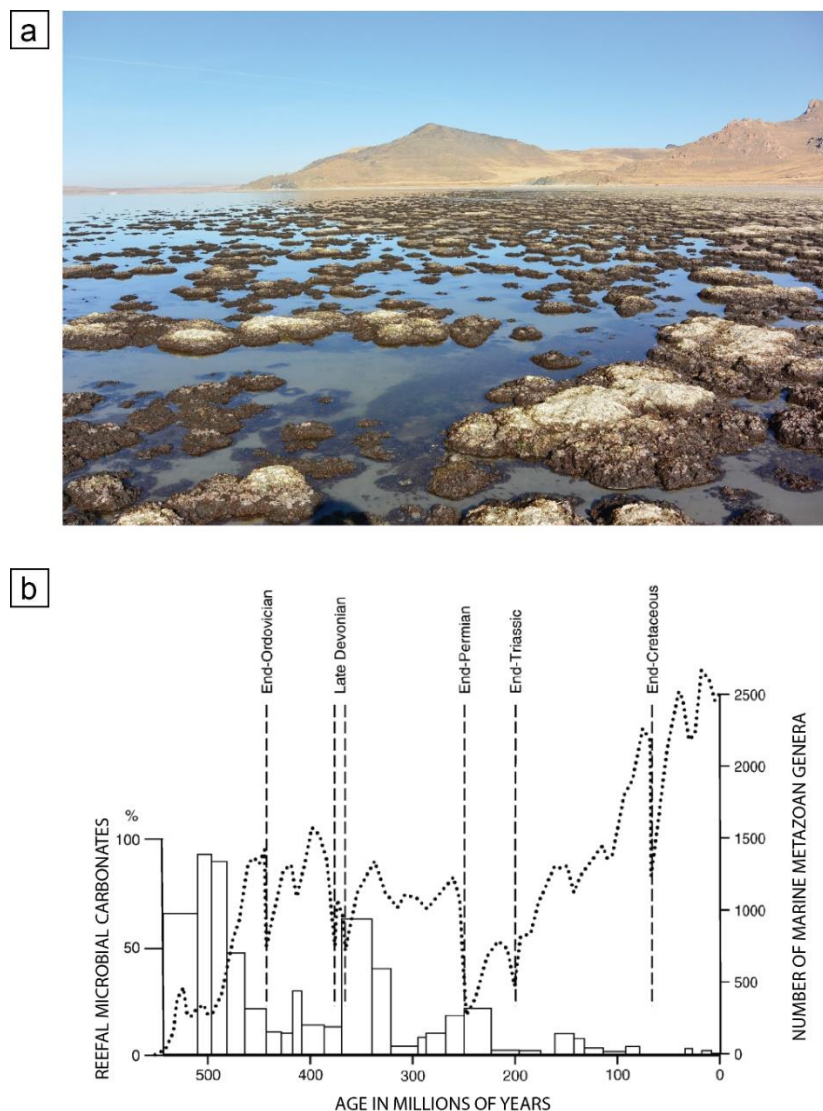 a
b
End-Ordovician
Late Devonian
End-Permian
End-Triassic
End-Cretaceous
REEFAL MICROBIAL CARBONATES
%
100
50
0
2500
2000
1500
1000
500
0
NUMBER OF MARINE METAZOAN GENERA
500
400
300
200
100
0
AGE IN MILLIONS OF YEARS